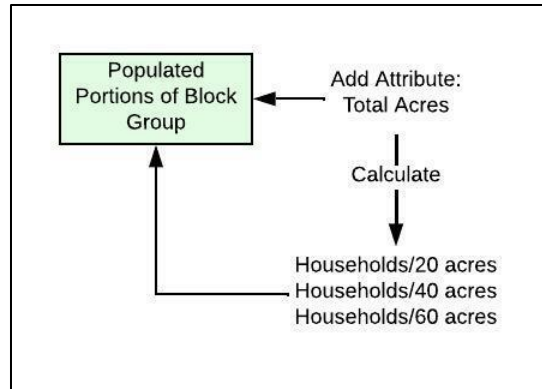 Populated
Portions of Block
Group
Add Attribute:
Total Acres
Calculate
Households/20 acres
Households/40 acres
Households/60 acres